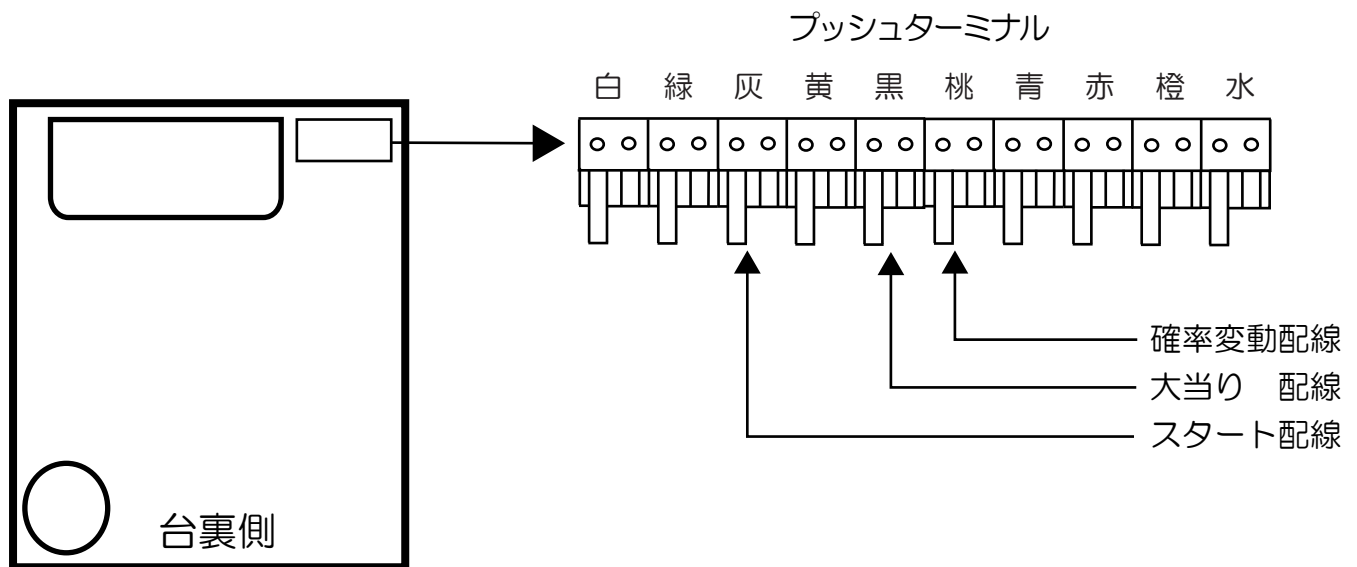 プッシュターミナル
白 緑 灰 黄 黒 桃 青 赤 橙 水
確率変動配線
大当り　配線
スタート配線
台裏側